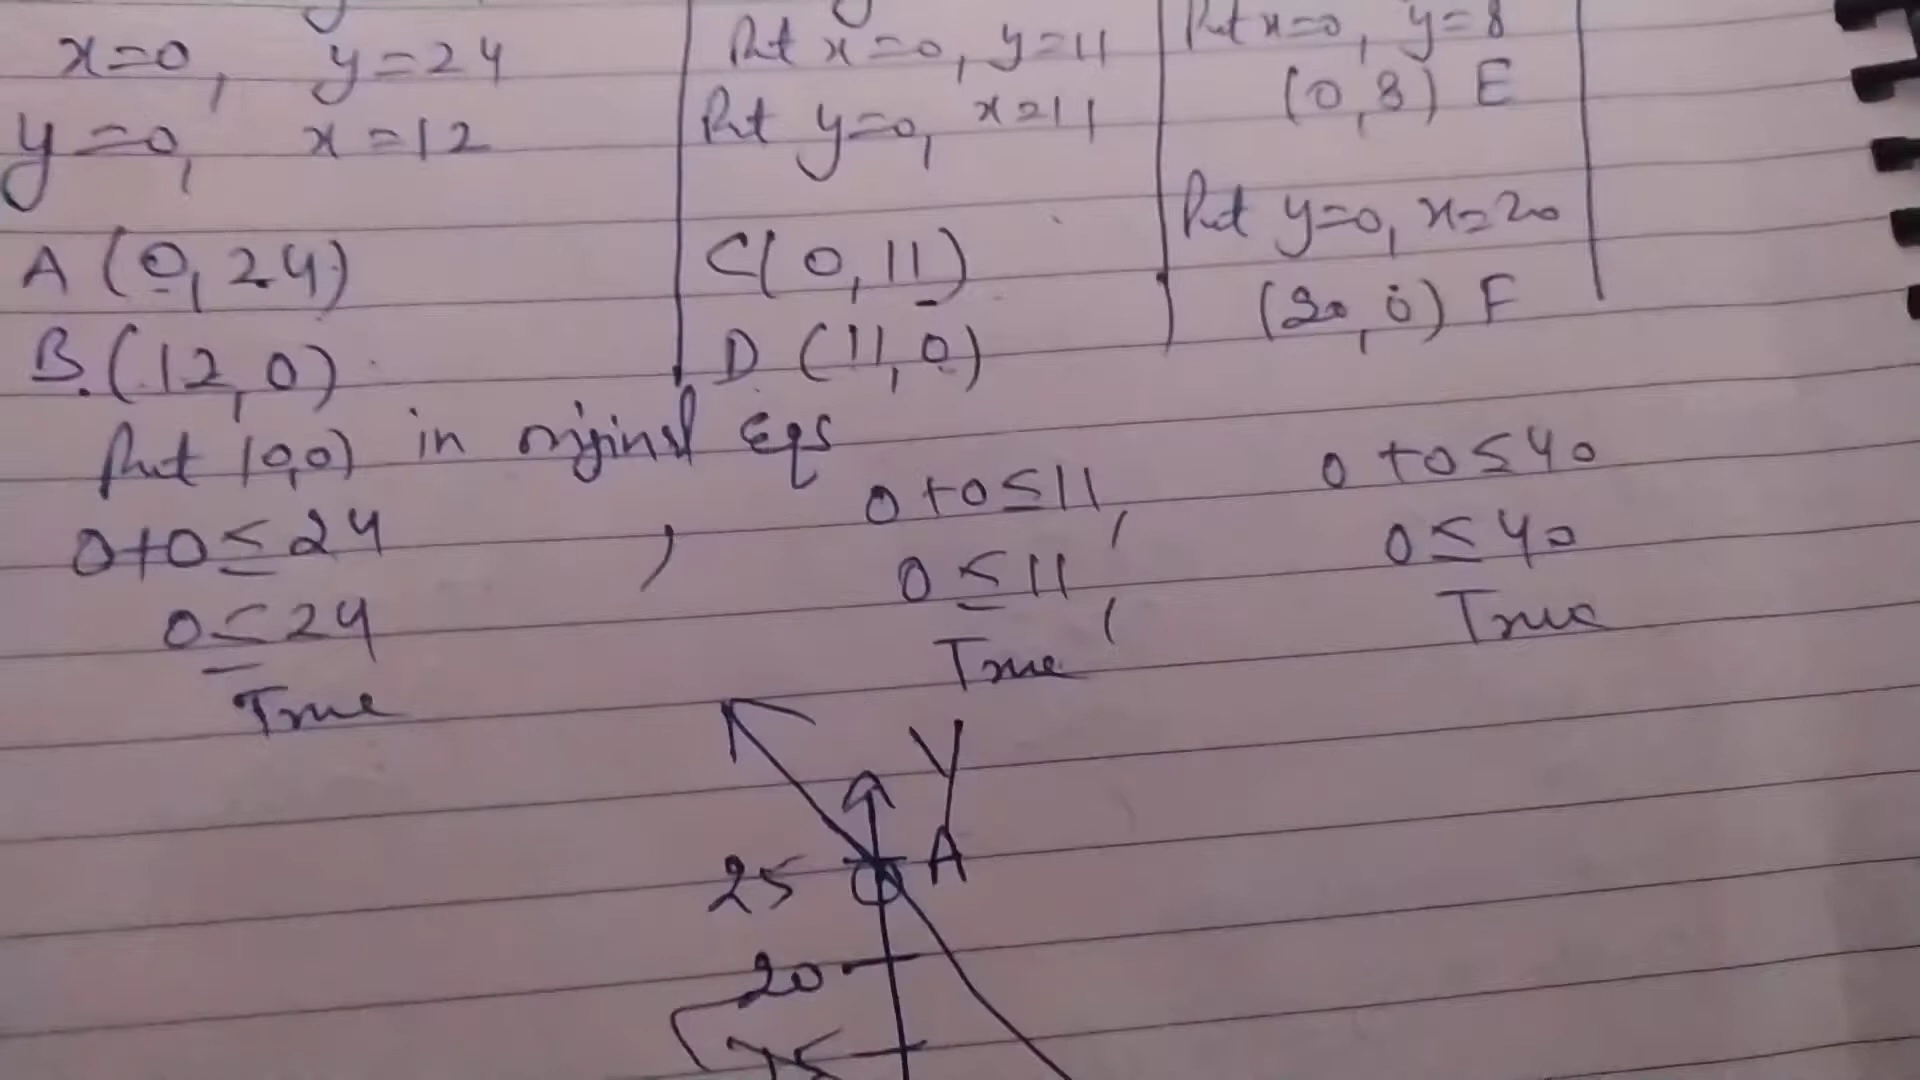 x=0, y=24
y=0, x=12
A (0,24)
B.(12,0)
Put x=0, y=11
Put y=0, x=11
C(0,11)
D (11,0)
Put x=0, y=8
(0,8) E
Put y=0, x=20
(20,0) F
Put (0,0) in original Eqs
0+0≤24, 0+0≤11, 0+0≤40
0≤24 0≤11, 0≤40
True True True
Y
A
25
20
15